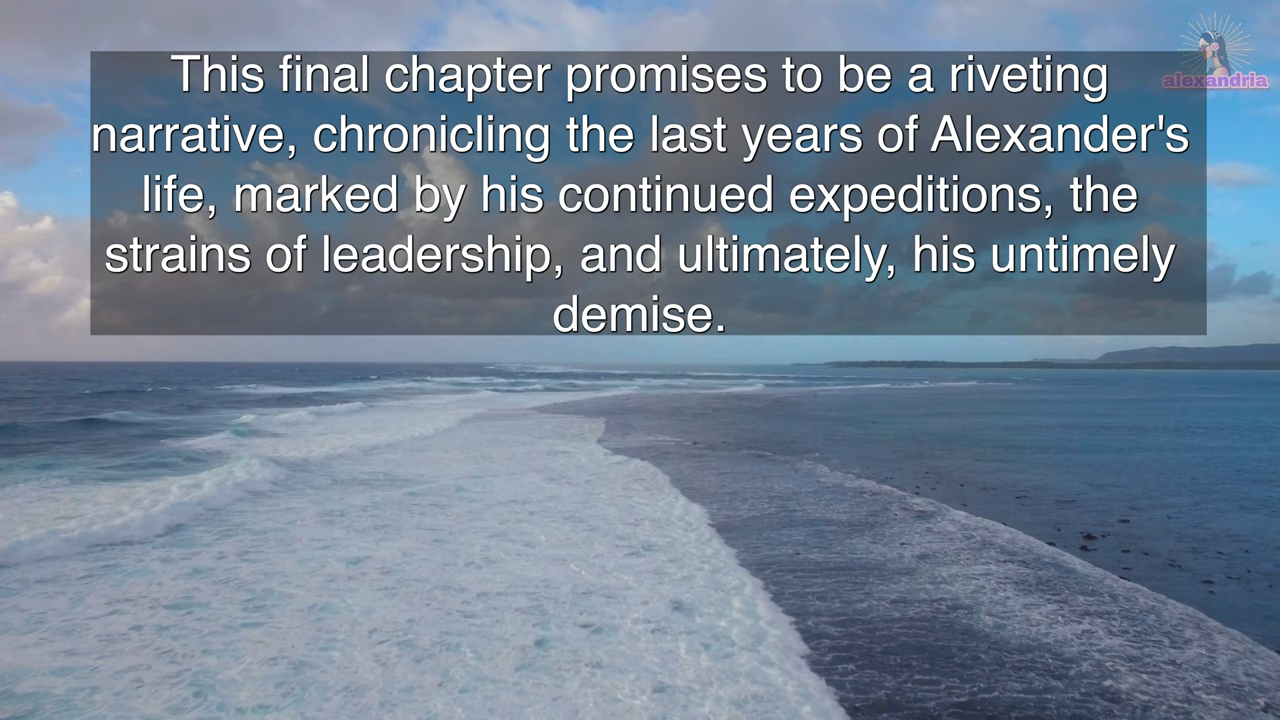 This final chapter promises to be a riveting
narrative, chronicling the last years of Alexander's
life, marked by his continued expeditions, the
strains of leadership, and ultimately, his untimely
demise.
alexandria